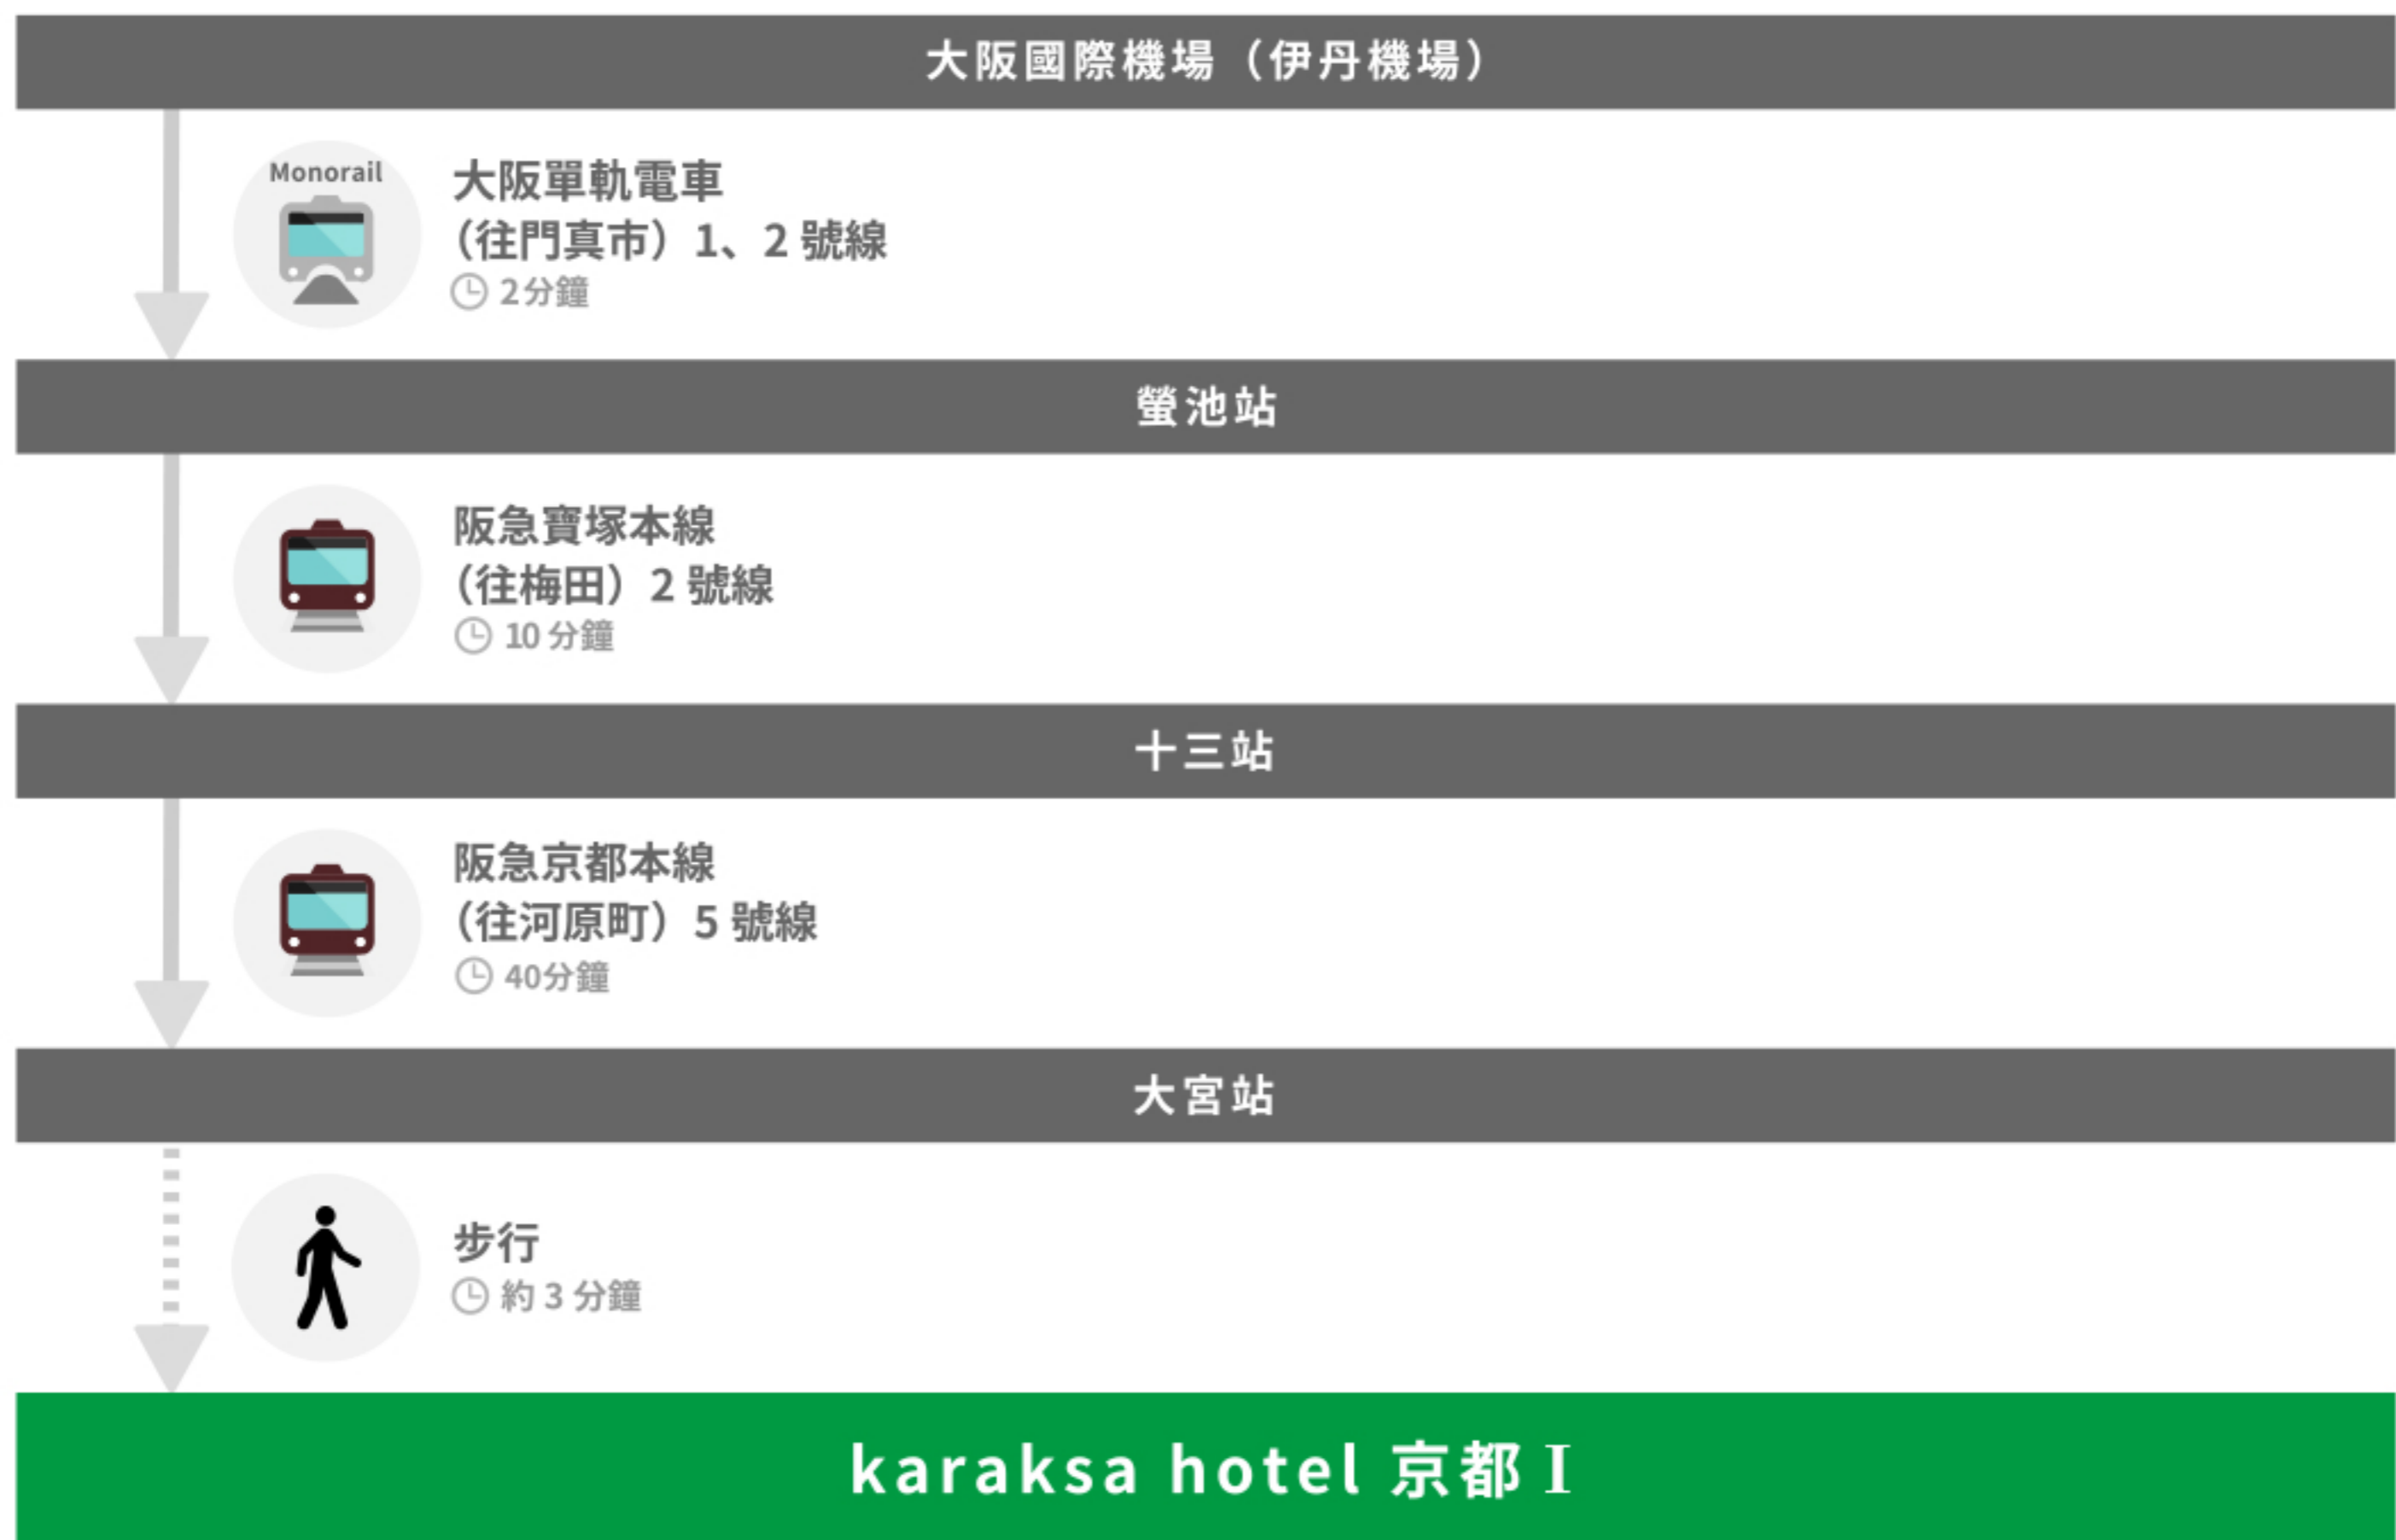 大阪國際機場（伊丹機場）
Monorail
大阪單軌電車
（往門真市）1、2 號線
2分鐘
螢池站
阪急寶塚本線
（往梅田）2 號線
10 分鐘
十三站
阪急京都本線
（往河原町）5 號線
40分鐘
大宮站
步行
約 3 分鐘
karaksa hotel 京都 I